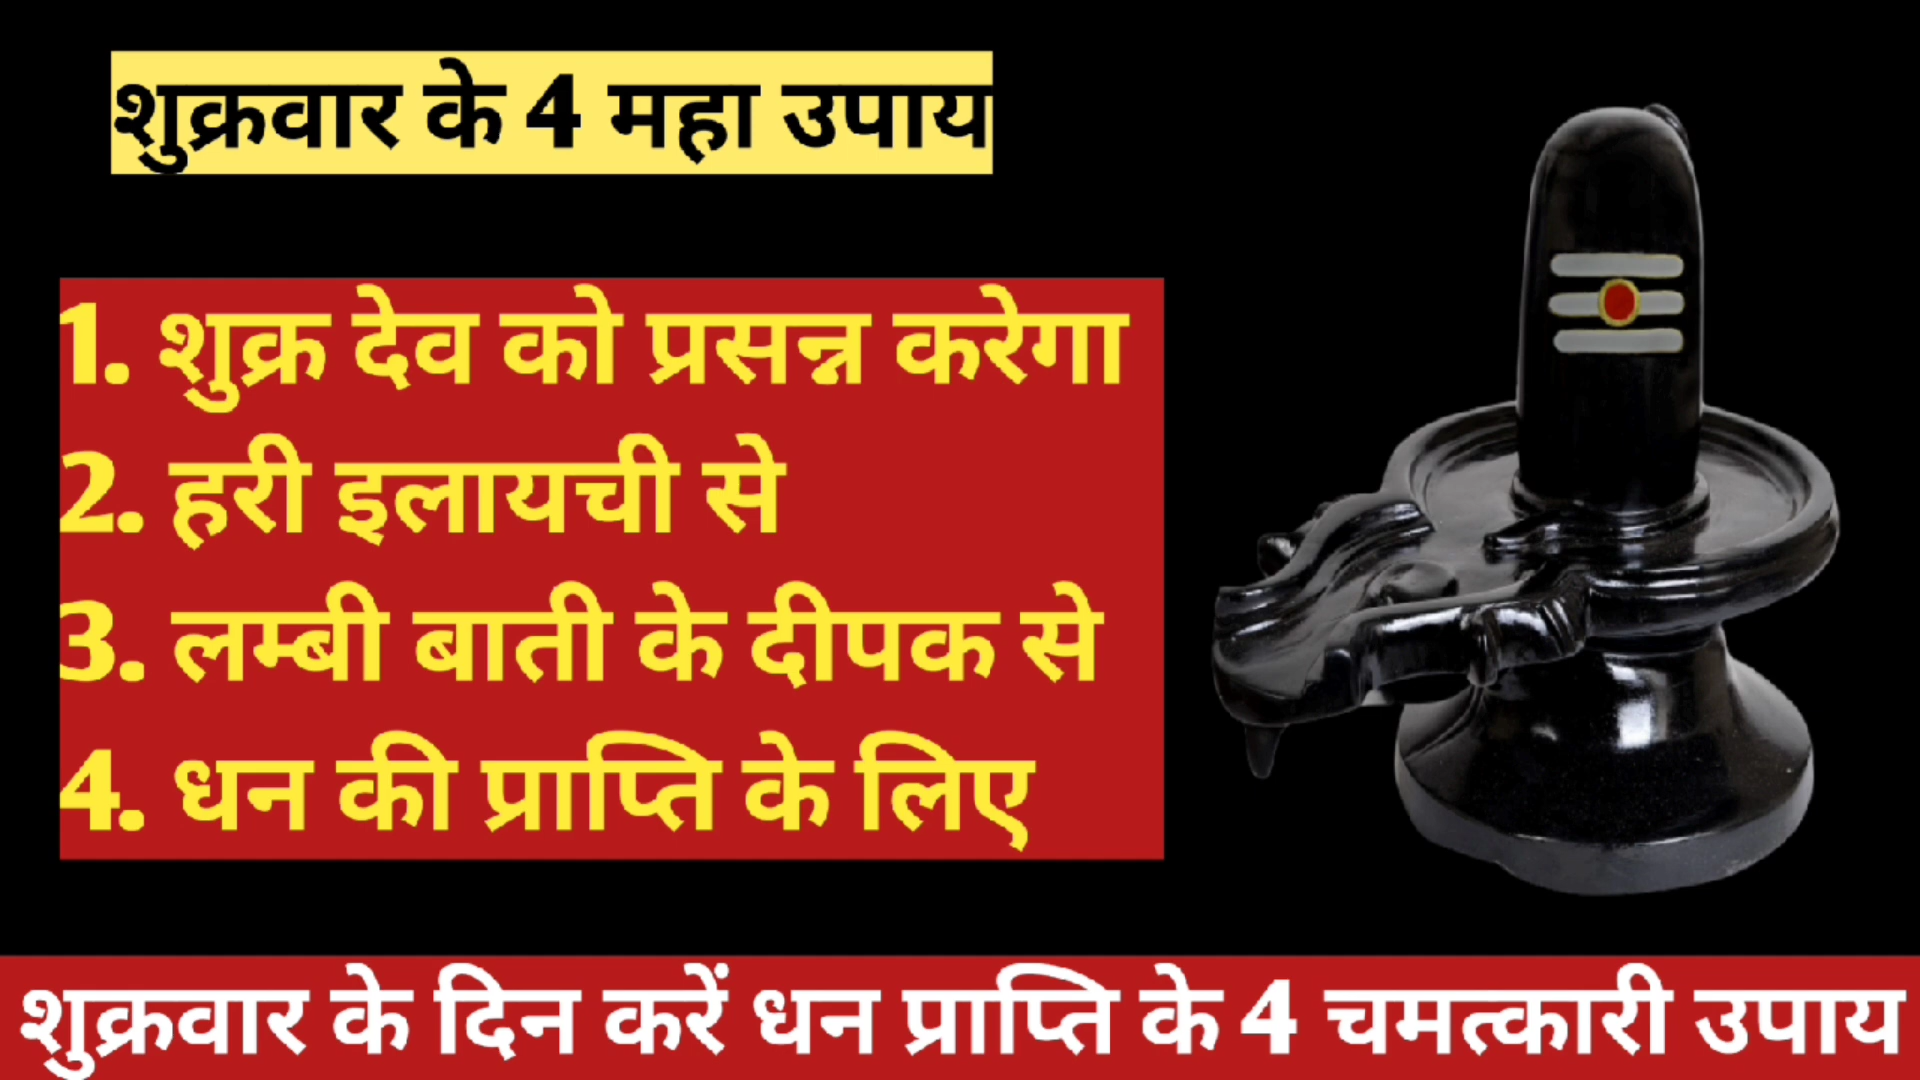 शुक्रवार के 4 महा उपाय
1. शुक्र देव को प्रसन्न करेगा
2. हरी इलायची से
3. लम्बी बाती के दीपक से
4. धन की प्राप्ति के लिए
शुक्रवार के दिन करें धन प्राप्ति के 4 चमत्कारी उपाय